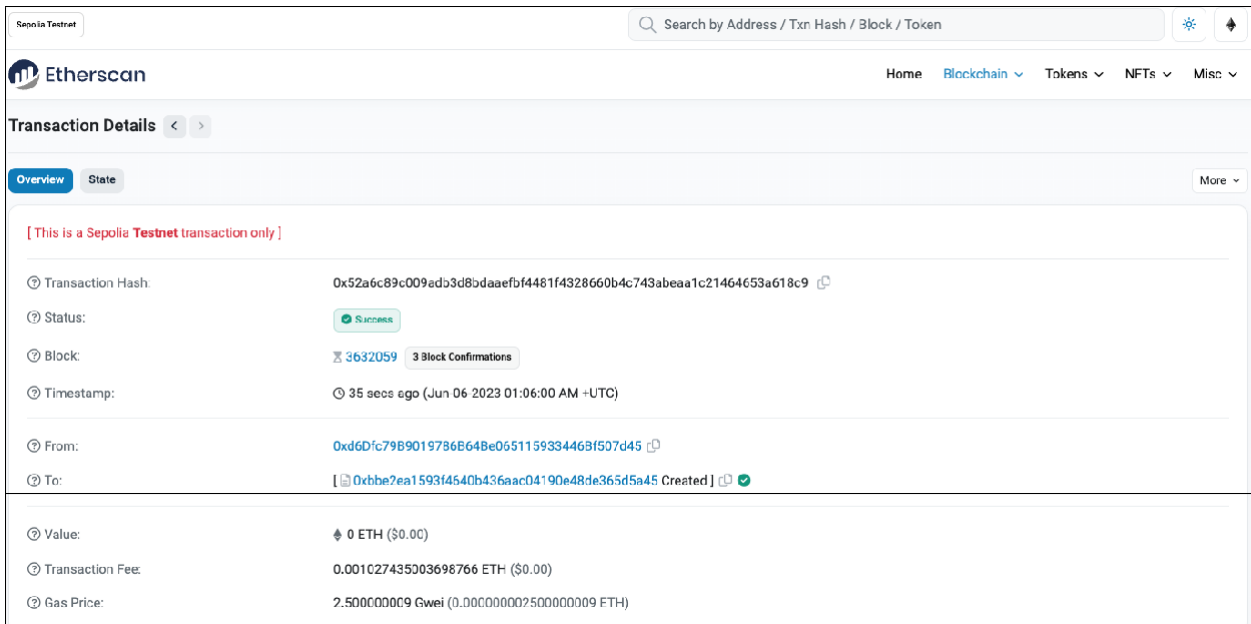 Sepolia Testnet
Search by Address / Txn Hash / Block / Token
Etherscan
Home Blockchain Tokens NFTs Misc
Transaction Details < >
Overview State More
[ This is a Sepolia Testnet transaction only ]
Transaction Hash: 0x52a6c89c009adb3d8bdaaefbf4481f4328660b4c743abeaa1c21464653a618c9
Status: Success
Block: 3632059 3 Block Confirmations
Timestamp: 35 secs ago (Jun-06-2023 01:06:00 AM +UTC)
From: 0xd6Dfc79B9019786B64Be065115933446Bf507d45
To: [ 0xbbe2ea1593f4640b436aac04190e48de365d5a45 Created ]
Value: 0 ETH ($0.00)
Transaction Fee: 0.001027435003698766 ETH ($0.00)
Gas Price: 2.500000009 Gwei (0.000000002500000009 ETH)